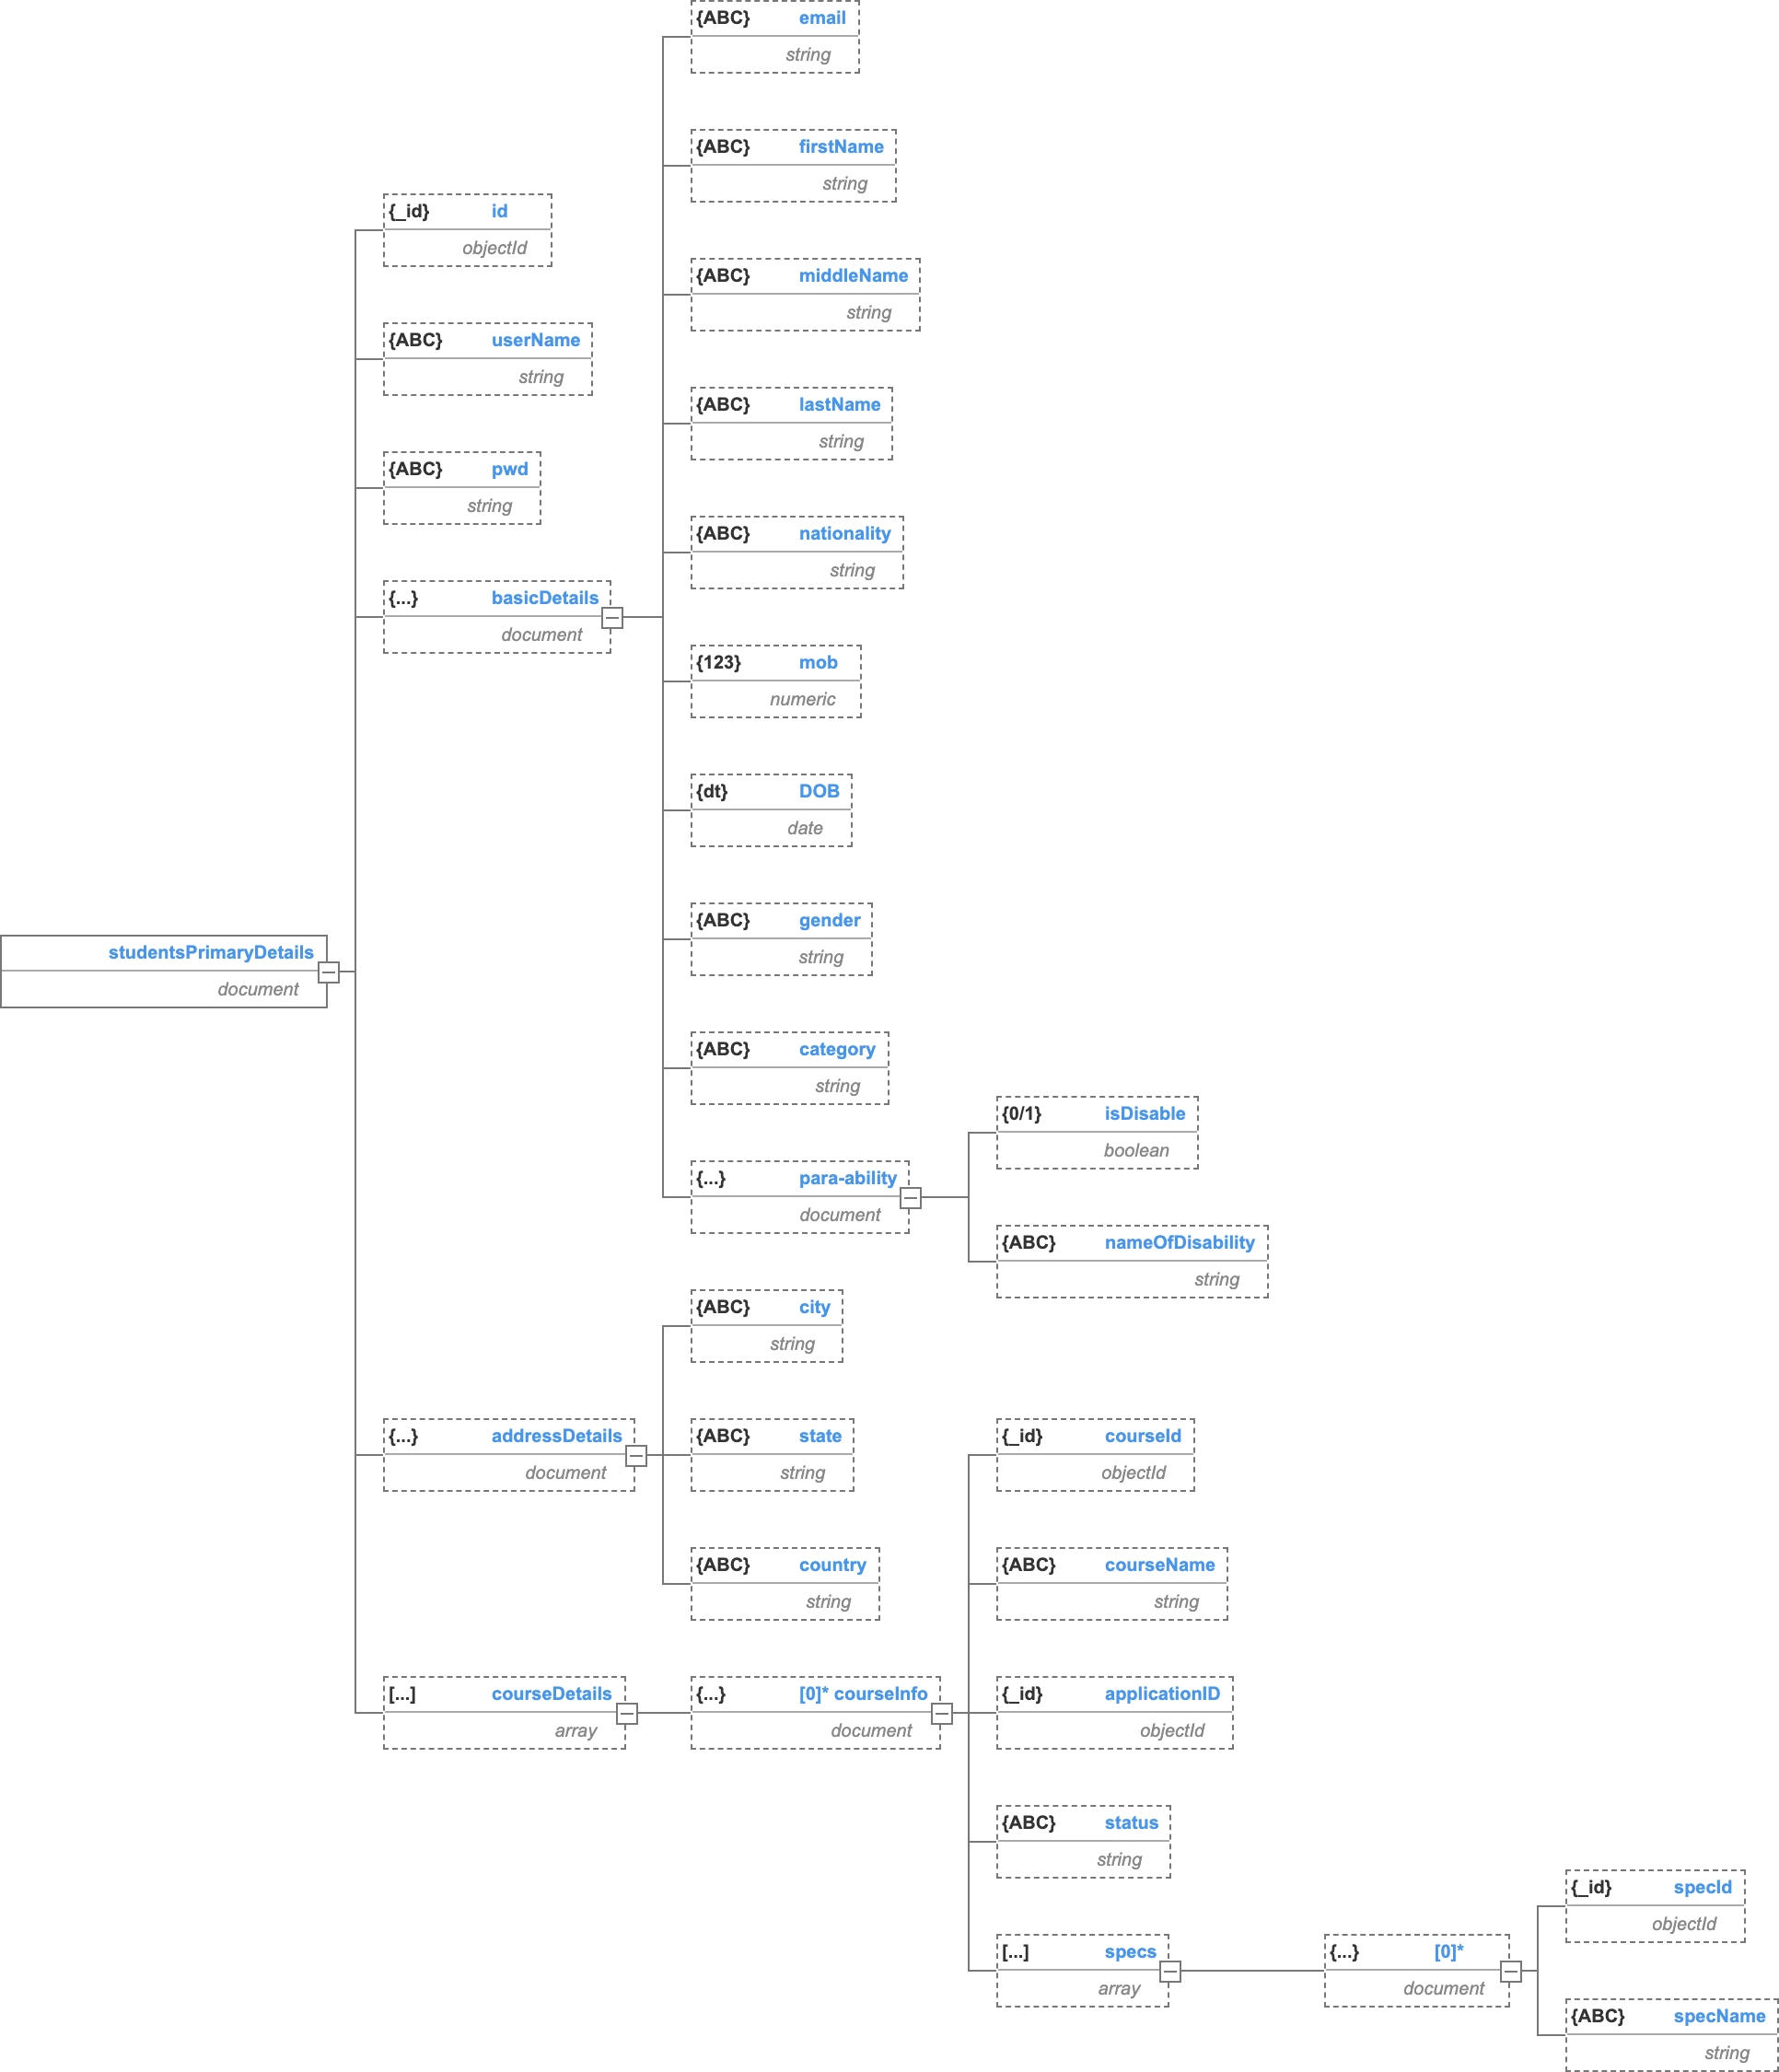 {ABC} email
string
{ABC} firstName
string
{_id} id
objectId
{ABC} middleName
string
{ABC} userName
string
{ABC} lastName
string
{ABC} pwd
string
{ABC} nationality
string
{...} basicDetails
document
{123} mob
numeric
{dt} DOB
date
{ABC} gender
string
studentsPrimaryDetails
document
{ABC} category
string
{0/1} isDisable
boolean
{...} para-ability
document
{ABC} nameOfDisability
string
{ABC} city
string
{...} addressDetails
document
{ABC} state
string
{_id} courseId
objectId
{ABC} country
string
{ABC} courseName
string
[...] courseDetails
array
{...} [0]* courseInfo
document
{_id} applicationID
objectId
{ABC} status
string
{_id} specId
objectId
[...] specs
array
{...} [0]*
document
{ABC} specName
string